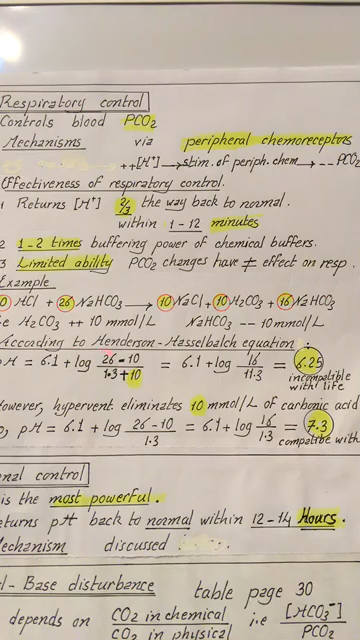 Respiratory control
Controls blood PCO2
Mechanisms via peripheral chemoreceptors
++[H+] → stim. of periph. chem → -- PCO2
Effectiveness of respiratory control.
1 Returns [H+] 2/3 the way back to normal.
within 1-12 minutes
2 1-2 times buffering power of chemical buffers.
3 Limited ability PCO2 changes have ± effect on resp.
Example
10 HCl + 26 NaHCO3 → 10 NaCl + 10 H2CO3 + 16 NaHCO3
i.e H2CO3 ++ 10 mmol/L NaHCO3 -- 10 mmol/L
According to Henderson-Hasselbalch equation :
pH = 6.1 + log 26-10 / 1.3+10 = 6.1 + log 16 / 11.3 = 6.25
incompatible with life
However, hypervent eliminates 10 mmol/L of carbonic acid
So, pH = 6.1 + log 26-10 / 1.3 = 6.1 + log 16 / 1.3 = 7.3
compatible with
Renal control
is the most powerful.
Returns pH back to normal within 12-14 Hours.
Mechanism discussed
- Base disturbance table page 30
depends on CO2 in chemical / CO2 in physical i.e [HCO3-] / PCO2